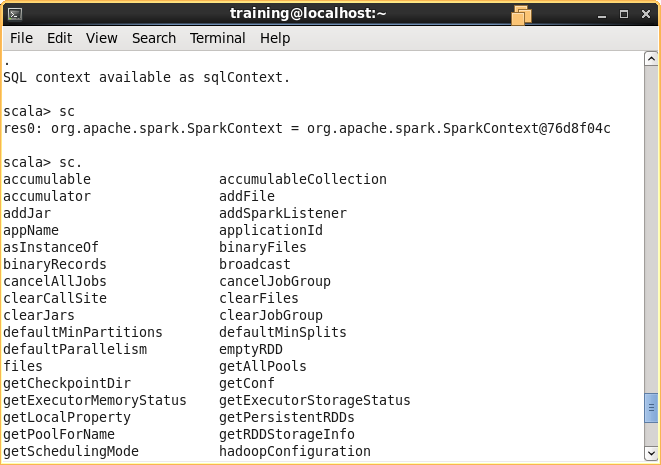 training@localhost:~
File Edit View Search Terminal Help
.
SQL context available as sqlContext.
scala> sc
res0: org.apache.spark.SparkContext = org.apache.spark.SparkContext@76d8f04c
scala> sc.
accumulable accumulableCollection
accumulator addFile
addJar addSparkListener
appName applicationId
asInstanceOf binaryFiles
binaryRecords broadcast
cancelAllJobs cancelJobGroup
clearCallSite clearFiles
clearJars clearJobGroup
defaultMinPartitions defaultMinSplits
defaultParallelism emptyRDD
files getAllPools
getCheckpointDir getConf
getExecutorMemoryStatus getExecutorStorageStatus
getLocalProperty getPersistentRDDs
getPoolForName getRDDStorageInfo
getSchedulingMode hadoopConfiguration